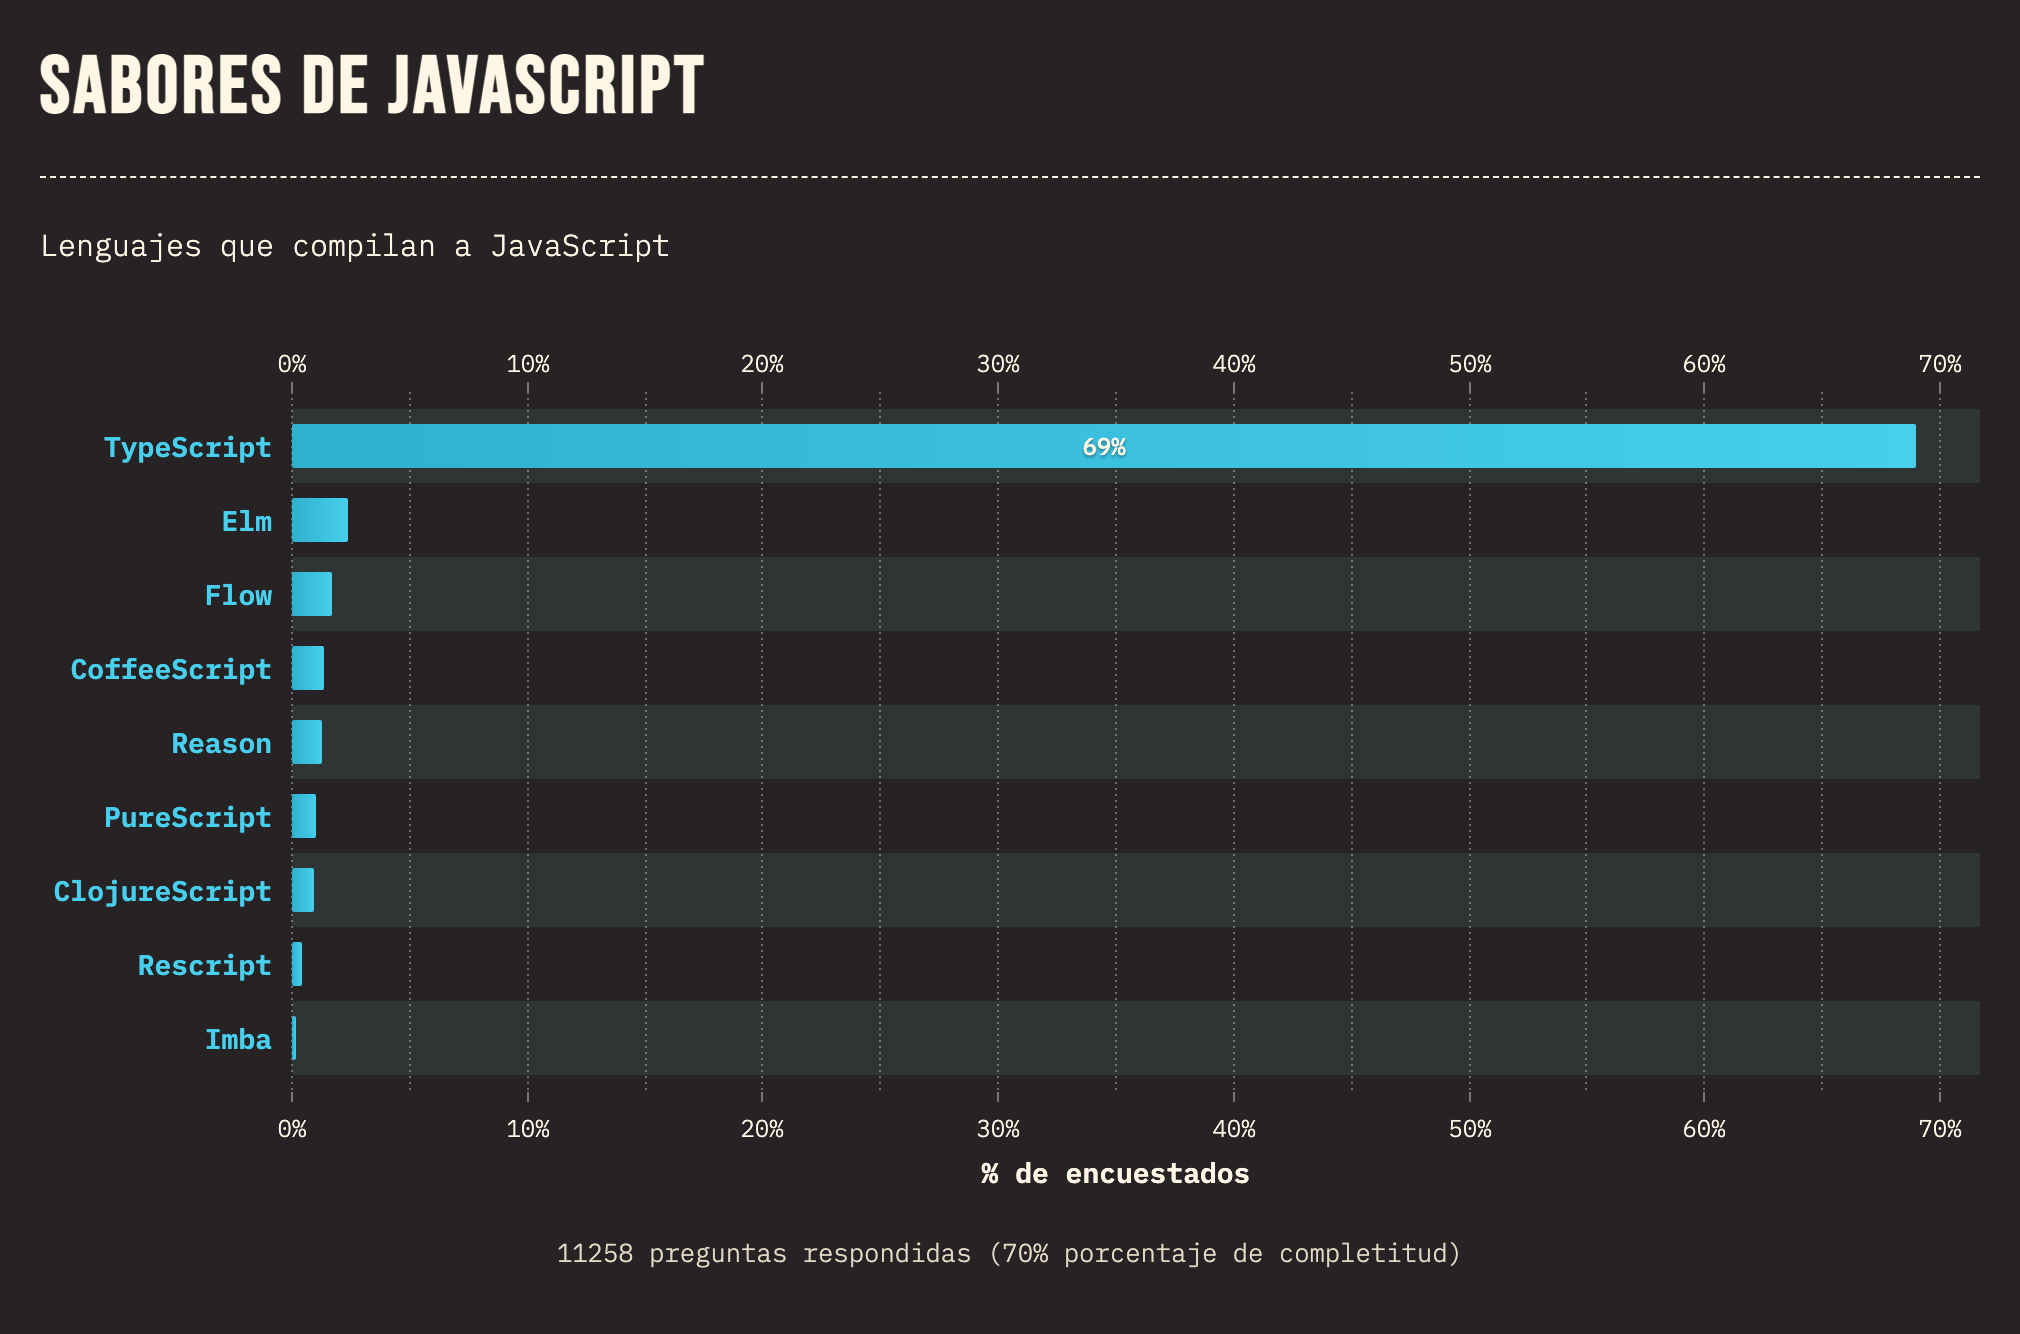 SABORES DE JAVASCRIPT
Lenguajes que compilan a JavaScript
0% 10% 20% 30% 40% 50% 60% 70%
TypeScript 69%
Elm
Flow
CoffeeScript
Reason
PureScript
ClojureScript
Rescript
Imba
0% 10% 20% 30% 40% 50% 60% 70%
% de encuestados
11258 preguntas respondidas (70% porcentaje de completitud)